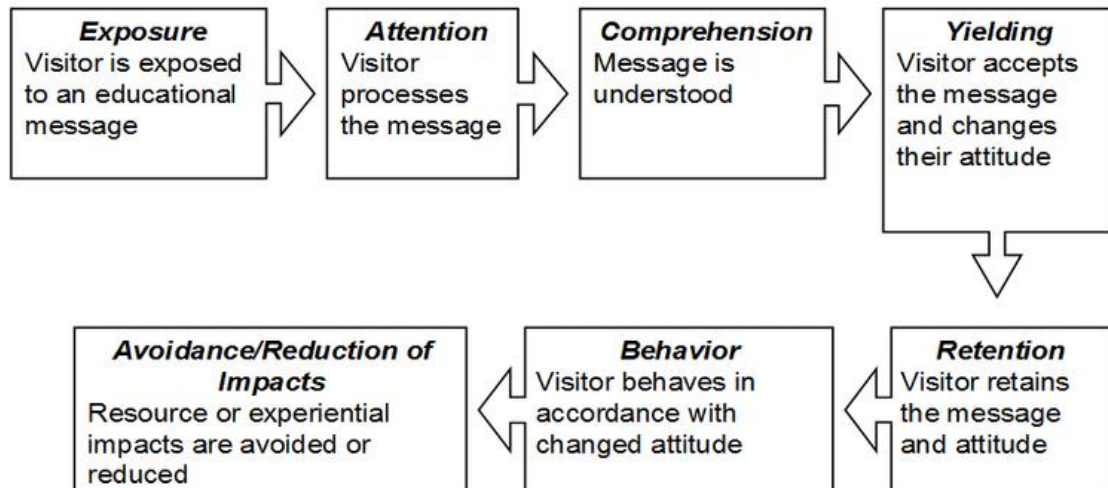 Exposure
Visitor is exposed
to an educational
message
Attention
Visitor
processes
the message
Comprehension
Message is
understood
Yielding
Visitor accepts
the message
and changes
their attitude
Retention
Visitor retains
the message
and attitude
Behavior
Visitor behaves in
accordance with
changed attitude
Avoidance/Reduction of
Impacts
Resource or experiential
impacts are avoided or
reduced